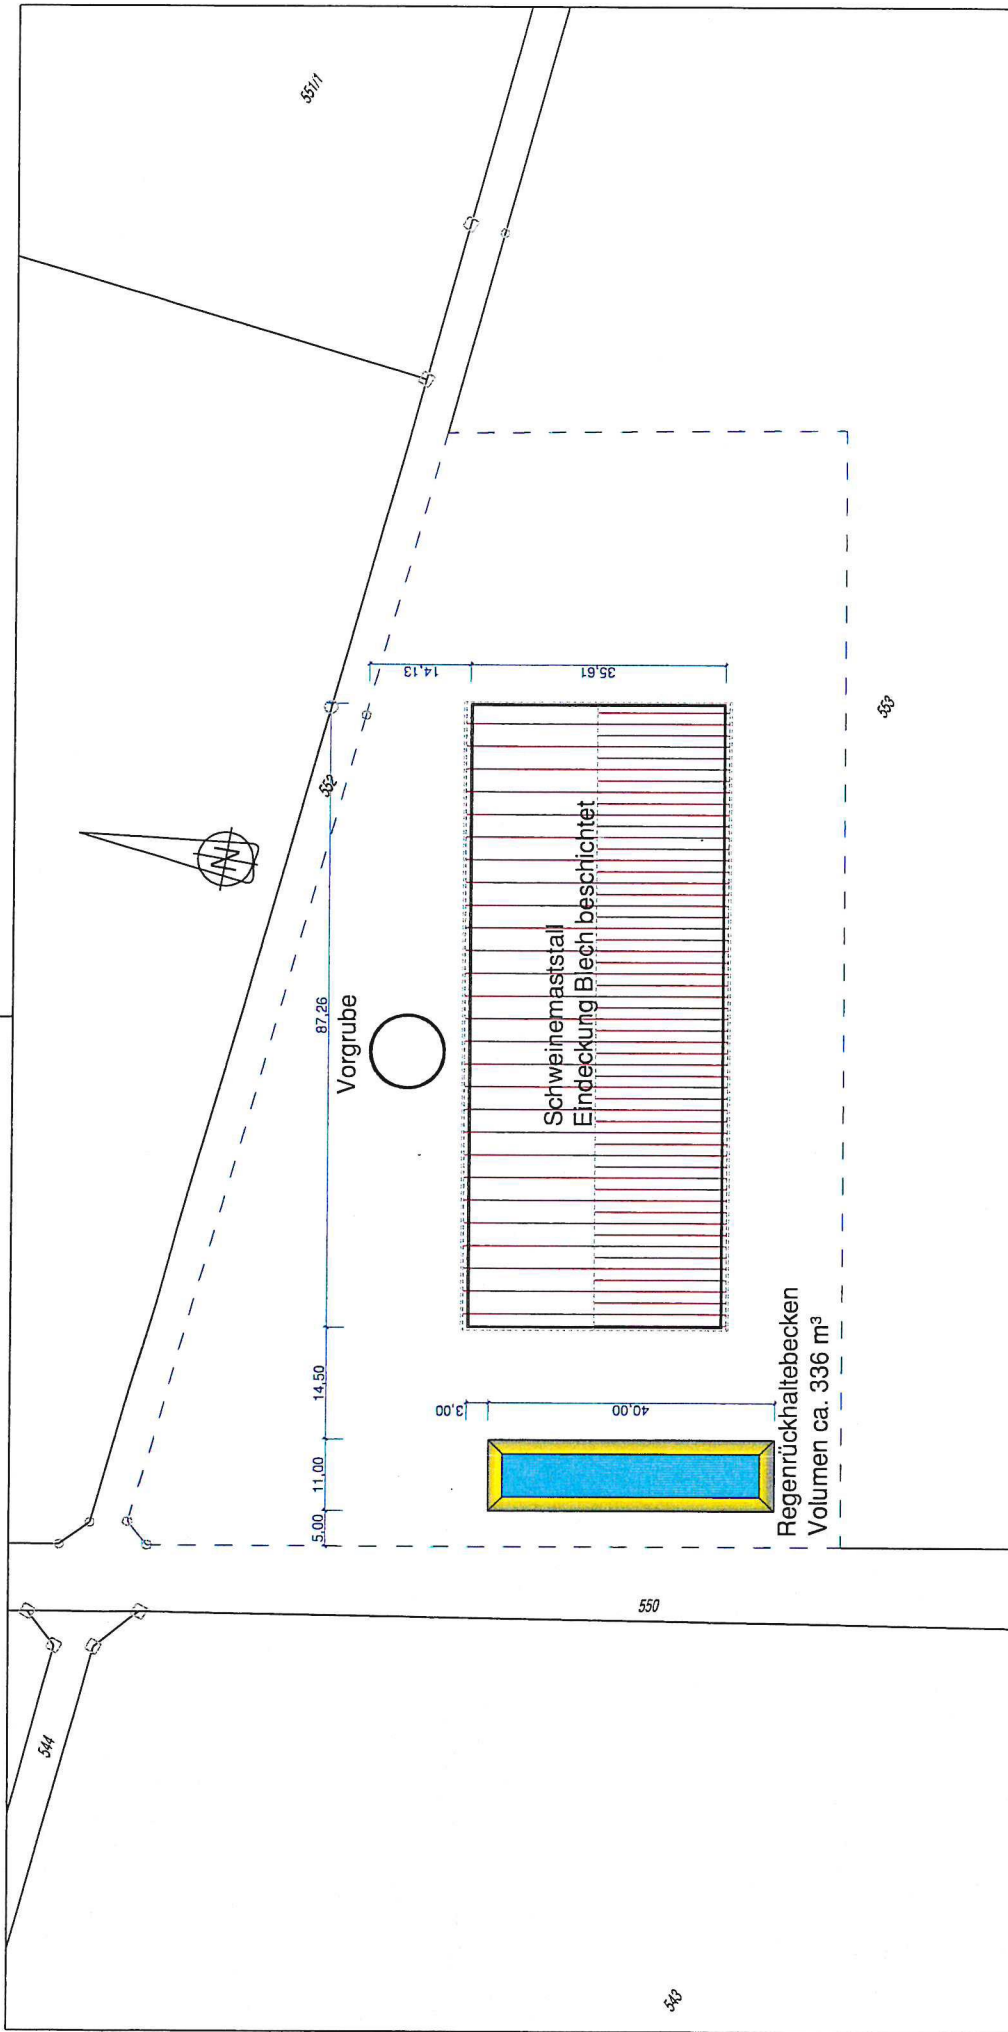 551/1
552
N
87,26
Vorgrube
14,13
35,61
Schweinemaststall
Eindeckung Blech beschichtet
553
14,50
11,00
5,00
3,00
40,00
Regenrückhaltebecken
Volumen ca. 336 m³
550
544
543